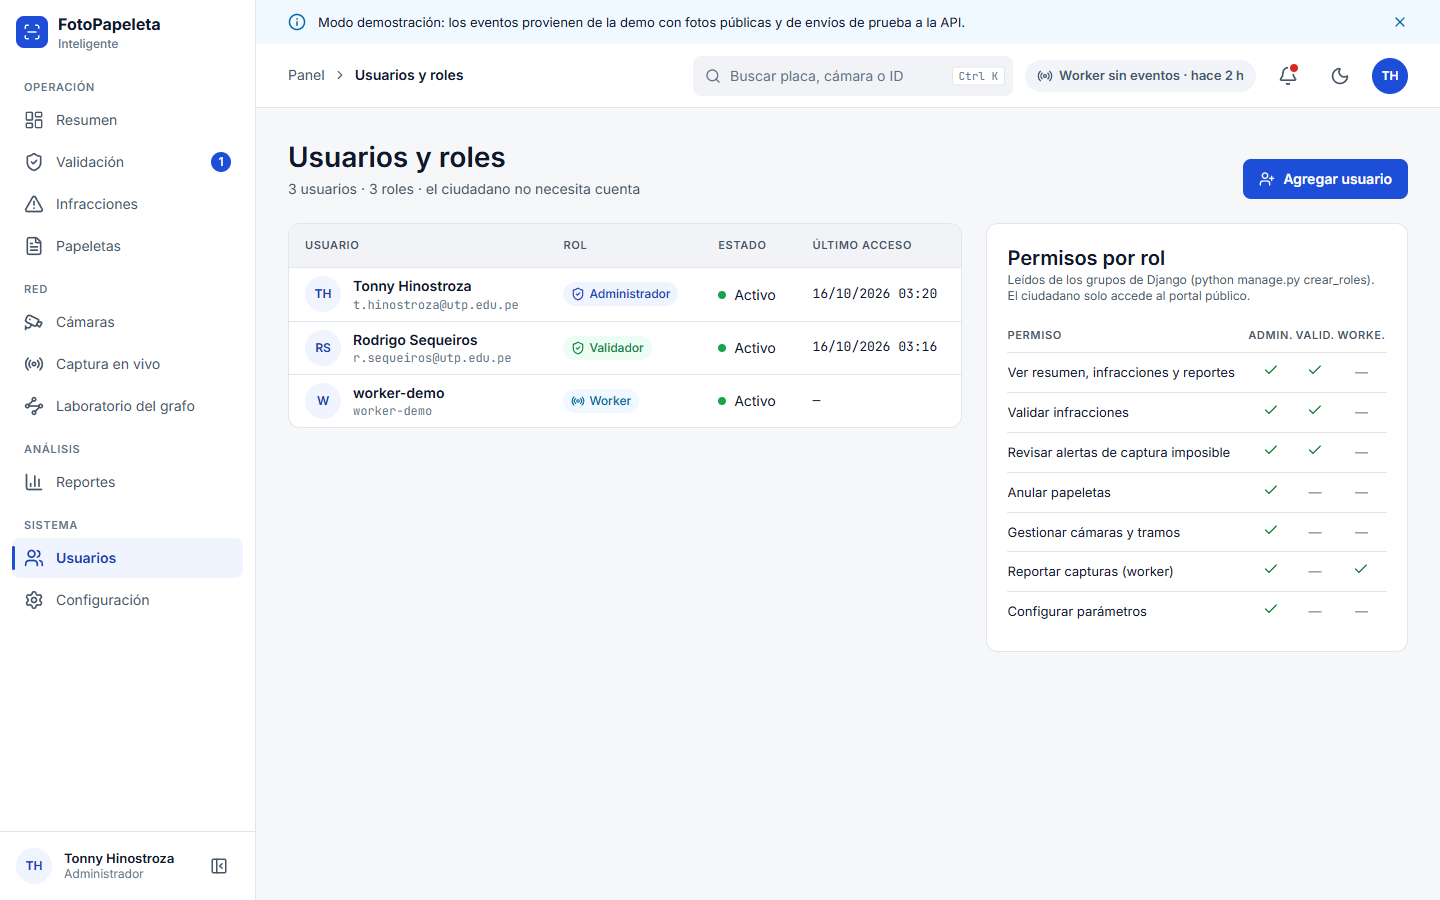 FotoPapeleta
Inteligente
OPERACIÓN
Resumen
Validación 1
Infracciones
Papeletas
RED
Cámaras
Captura en vivo
Laboratorio del grafo
ANÁLISIS
Reportes
SISTEMA
Usuarios
Configuración
TH Tonny Hinostroza
Administrador
Modo demostración: los eventos provienen de la demo con fotos públicas y de envíos de prueba a la API.
Panel > Usuarios y roles
Buscar placa, cámara o ID Ctrl K
Worker sin eventos · hace 2 h
TH
Usuarios y roles
3 usuarios · 3 roles · el ciudadano no necesita cuenta
Agregar usuario
USUARIO ROL ESTADO ÚLTIMO ACCESO
TH Tonny Hinostroza Administrador Activo 16/10/2026 03:20
t.hinostroza@utp.edu.pe
RS Rodrigo Sequeiros Validador Activo 16/10/2026 03:16
r.sequeiros@utp.edu.pe
W worker-demo Worker Activo —
worker-demo
Permisos por rol
Leídos de los grupos de Django (python manage.py crear_roles).
El ciudadano solo accede al portal público.
PERMISO ADMIN. VALID. WORKE.
Ver resumen, infracciones y reportes ✓ ✓ —
Validar infracciones ✓ ✓ —
Revisar alertas de captura imposible ✓ ✓ —
Anular papeletas ✓ — —
Gestionar cámaras y tramos ✓ — —
Reportar capturas (worker) ✓ — ✓
Configurar parámetros ✓ — —